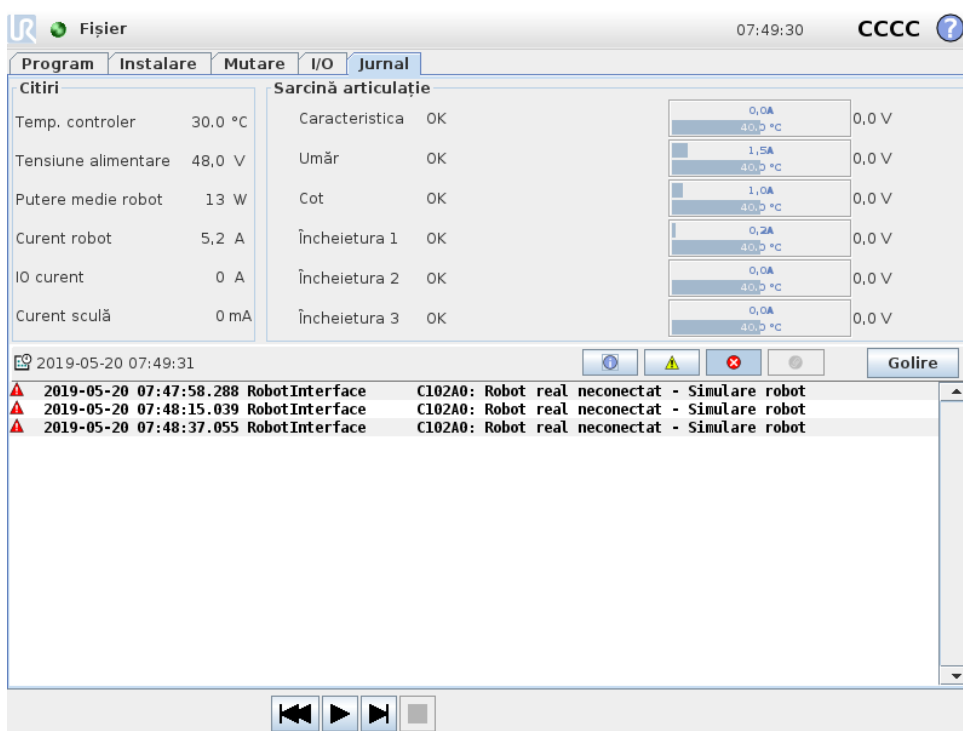 UR Fișier 07:49:30 CCCC ?
Program Instalare Mutare I/O Jurnal
Citiri Sarcină articulație
Temp. controler 30.0 °C Caracteristica OK 0,0A 40.0 °C 0,0 V
Tensiune alimentare 48,0 V Umăr OK 1,5A 40.0 °C 0,0 V
Putere medie robot 13 W Cot OK 1,0A 40.0 °C 0,0 V
Curent robot 5,2 A Încheietura 1 OK 0,2A 40.0 °C 0,0 V
IO curent 0 A Încheietura 2 OK 0,0A 40.0 °C 0,0 V
Curent sculă 0 mA Încheietura 3 OK 0,0A 40.0 °C 0,0 V
2019-05-20 07:49:31 Golire
2019-05-20 07:47:58.288 RobotInterface C102A0: Robot real neconectat - Simulare robot
2019-05-20 07:48:15.039 RobotInterface C102A0: Robot real neconectat - Simulare robot
2019-05-20 07:48:37.055 RobotInterface C102A0: Robot real neconectat - Simulare robot